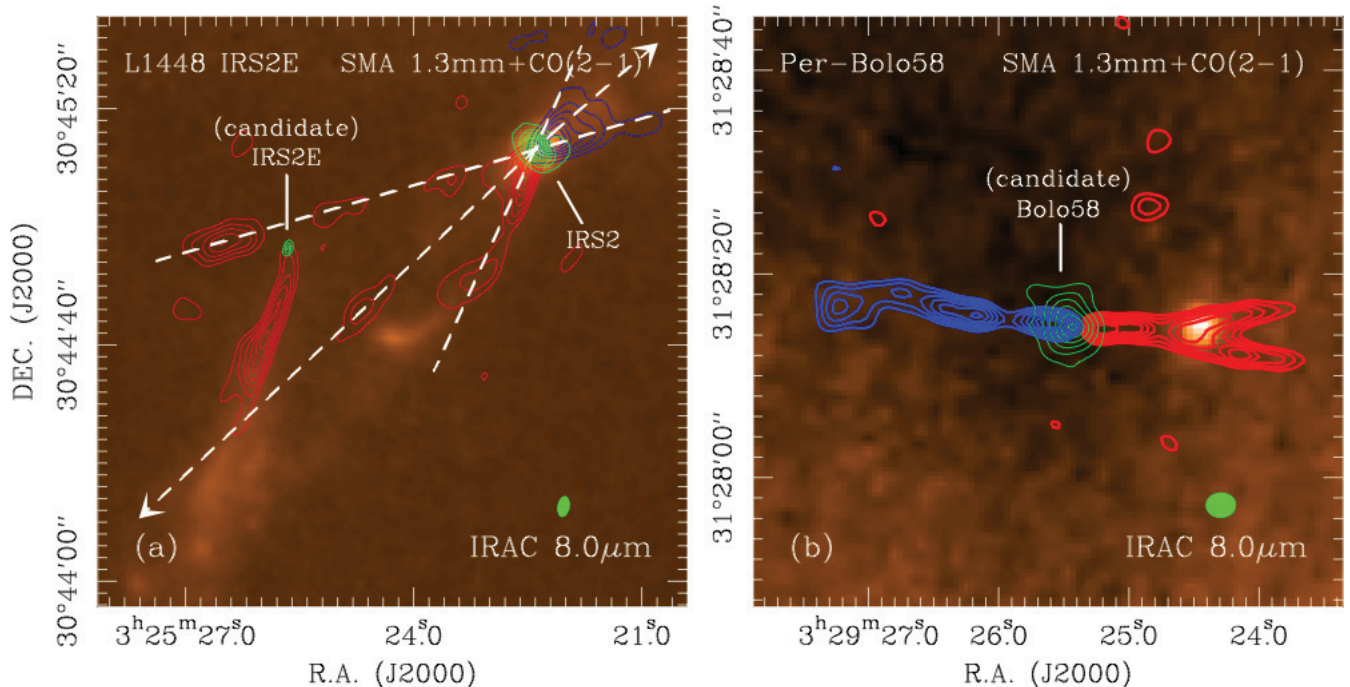 L1448 IRS2E SMA 1.3mm+CO(2-1)
(candidate)
IRS2E
IRS2
(a)
IRAC 8.0μm
30°45'20"
30°44'40"
30°44'00"
DEC. (J2000)
3h25m27s.0 24s.0 21s.0
R.A. (J2000)
Per-Bolo58 SMA 1.3mm+CO(2-1)
(candidate)
Bolo58
(b)
IRAC 8.0μm
31°28'40"
31°28'20"
31°28'00"
3h29m27s.0 26s.0 25s.0 24s.0
R.A. (J2000)